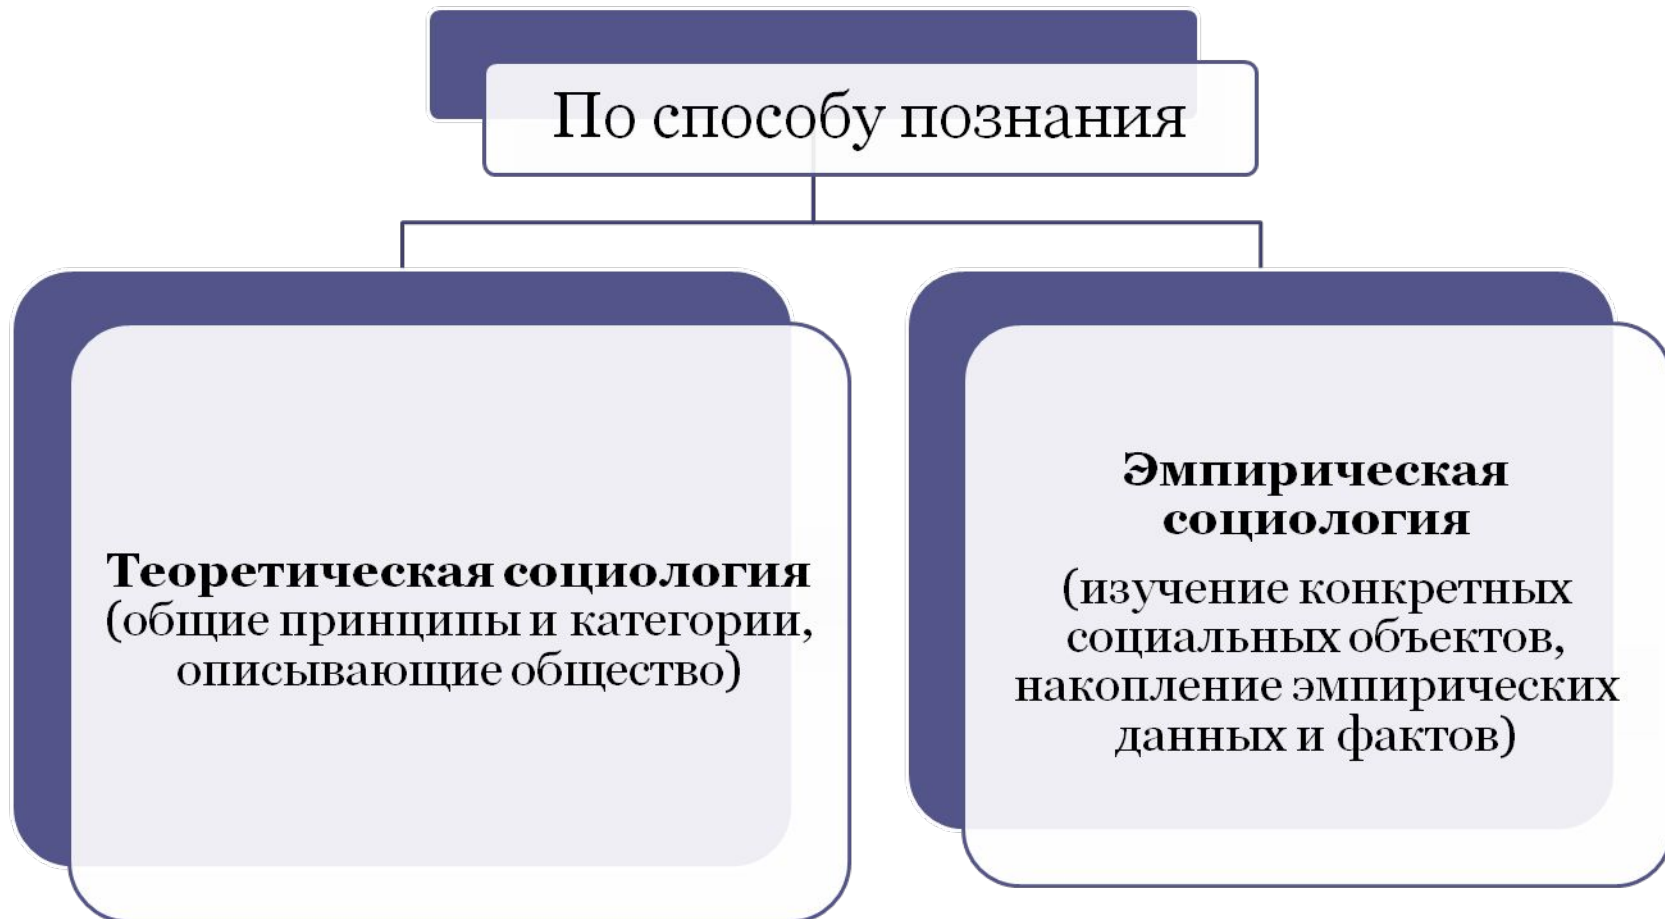 По способу познания
Теоретическая социология
(общие принципы и категории,
описывающие общество)
Эмпирическая
социология
(изучение конкретных
социальных объектов,
накопление эмпирических
данных и фактов)